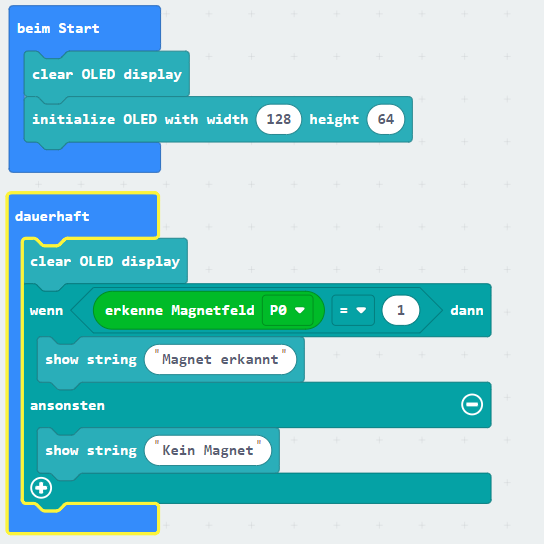 beim Start
clear OLED display
initialize OLED with width 128 height 64
dauerhaft
clear OLED display
wenn erkenne Magnetfeld P0 = 1 dann
show string "Magnet erkannt"
ansonsten
show string "Kein Magnet"